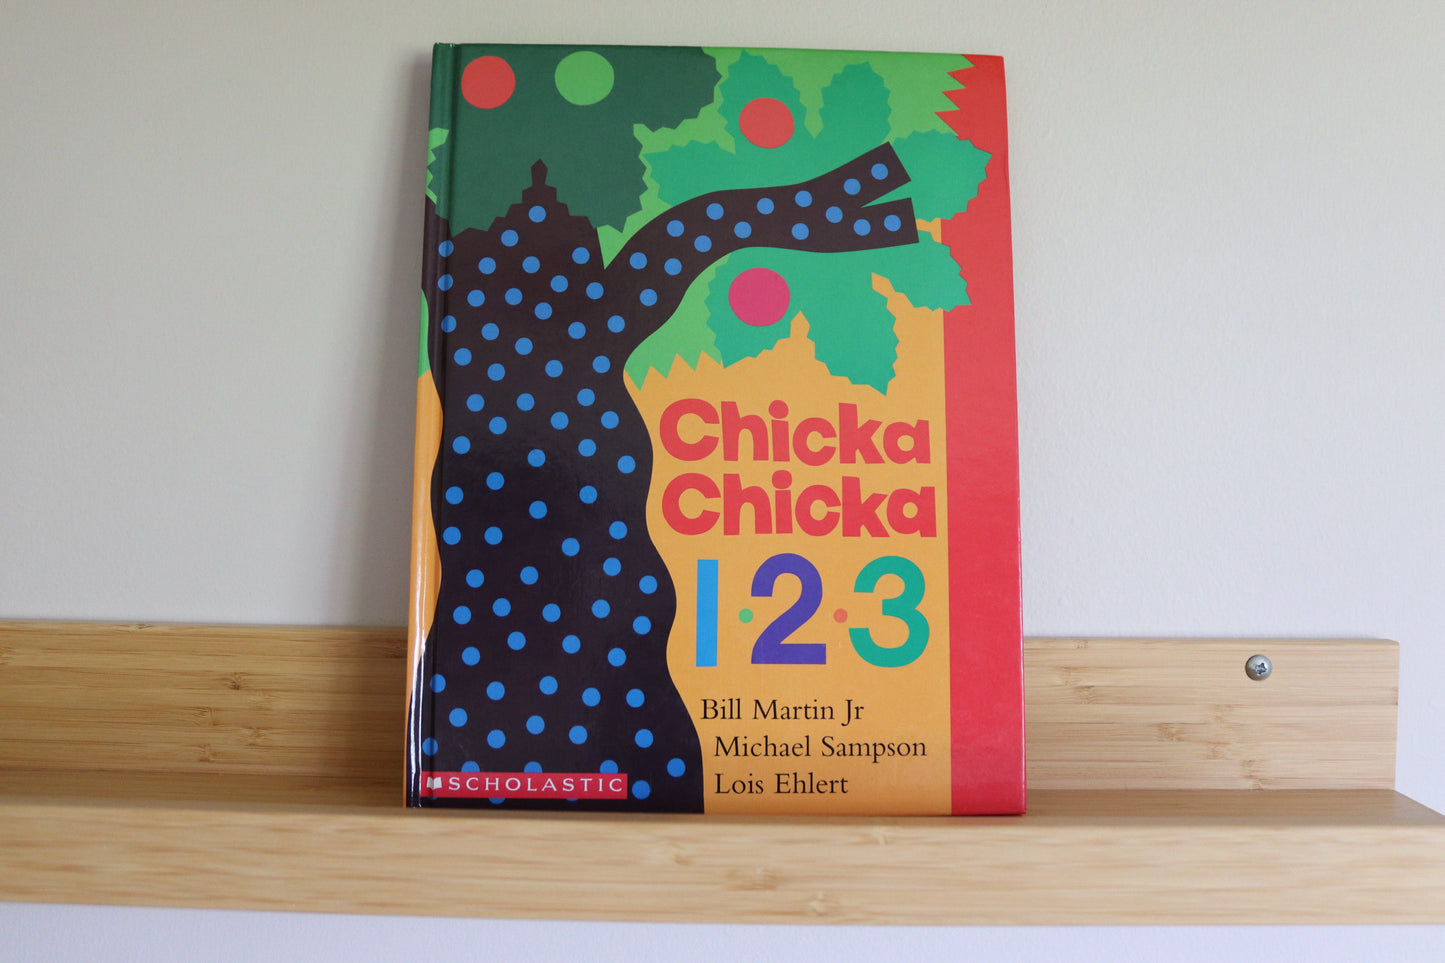 Chicka
Chicka
1·2·3
Bill Martin Jr
Michael Sampson
Lois Ehlert
SCHOLASTIC